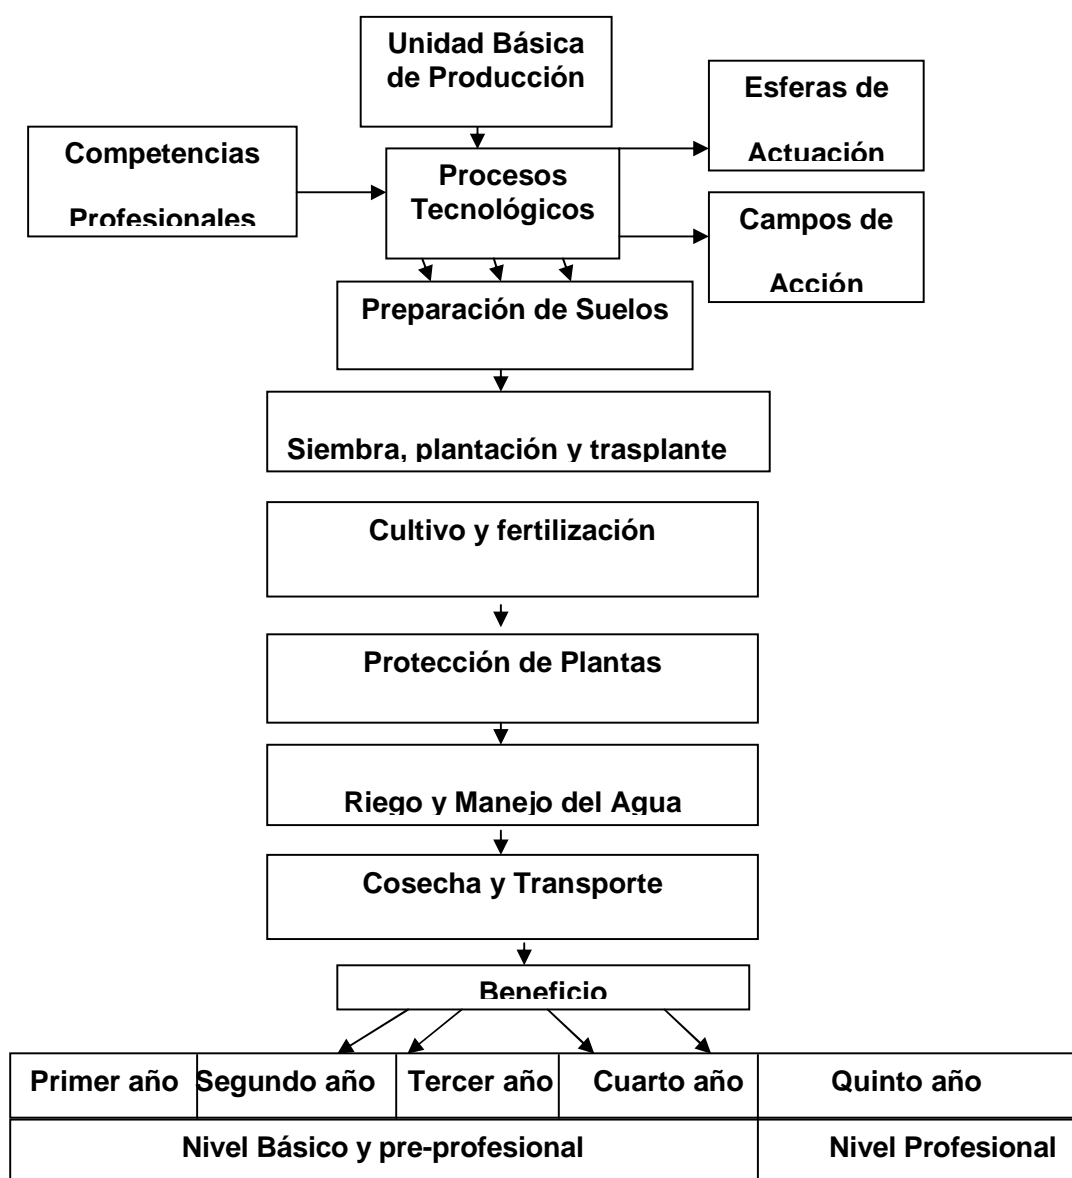 Unidad Básica
de Producción
Esferas de
Actuación
Competencias
Profesionales
Procesos
Tecnológicos
Campos de
Acción
Preparación de Suelos
Siembra, plantación y trasplante
Cultivo y fertilización
Protección de Plantas
Riego y Manejo del Agua
Cosecha y Transporte
Beneficio
Primer año Segundo año Tercer año Cuarto año Quinto año
Nivel Básico y pre-profesional Nivel Profesional